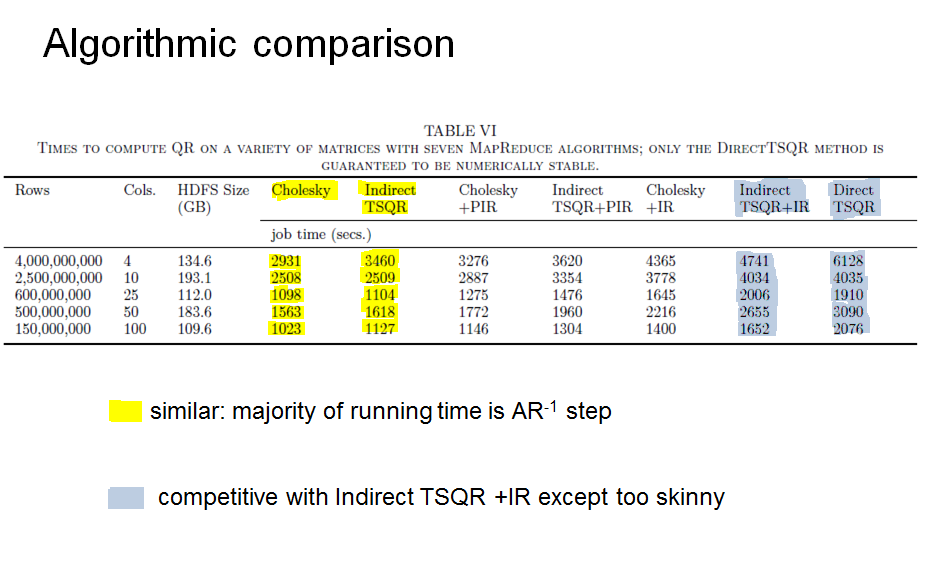 Algorithmic comparison
TABLE VI
TIMES TO COMPUTE QR ON A VARIETY OF MATRICES WITH SEVEN MAPREDUCE ALGORITHMS; ONLY THE DIRECTTSQR METHOD IS
GUARANTEED TO BE NUMERICALLY STABLE.
Rows Cols. HDFS Size Cholesky Indirect Cholesky Indirect Cholesky Indirect Direct
(GB) TSQR +PIR TSQR+PIR +IR TSQR+IR TSQR
job time (secs.)
4,000,000,000 4 134.6 2931 3460 3276 3620 4365 4741 6128
2,500,000,000 10 193.1 2508 2509 2887 3354 3778 4034 4035
600,000,000 25 112.0 1098 1104 1275 1476 1645 2006 1910
500,000,000 50 183.6 1563 1618 1772 1960 2216 2655 3090
150,000,000 100 109.6 1023 1127 1146 1304 1400 1652 2076
similar: majority of running time is AR⁻¹ step
competitive with Indirect TSQR +IR except too skinny